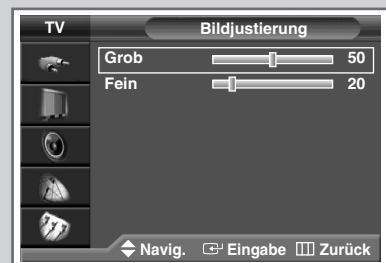 TV Bildjustierung
Grob 50
Fein 20
Navig. Eingabe Zurück